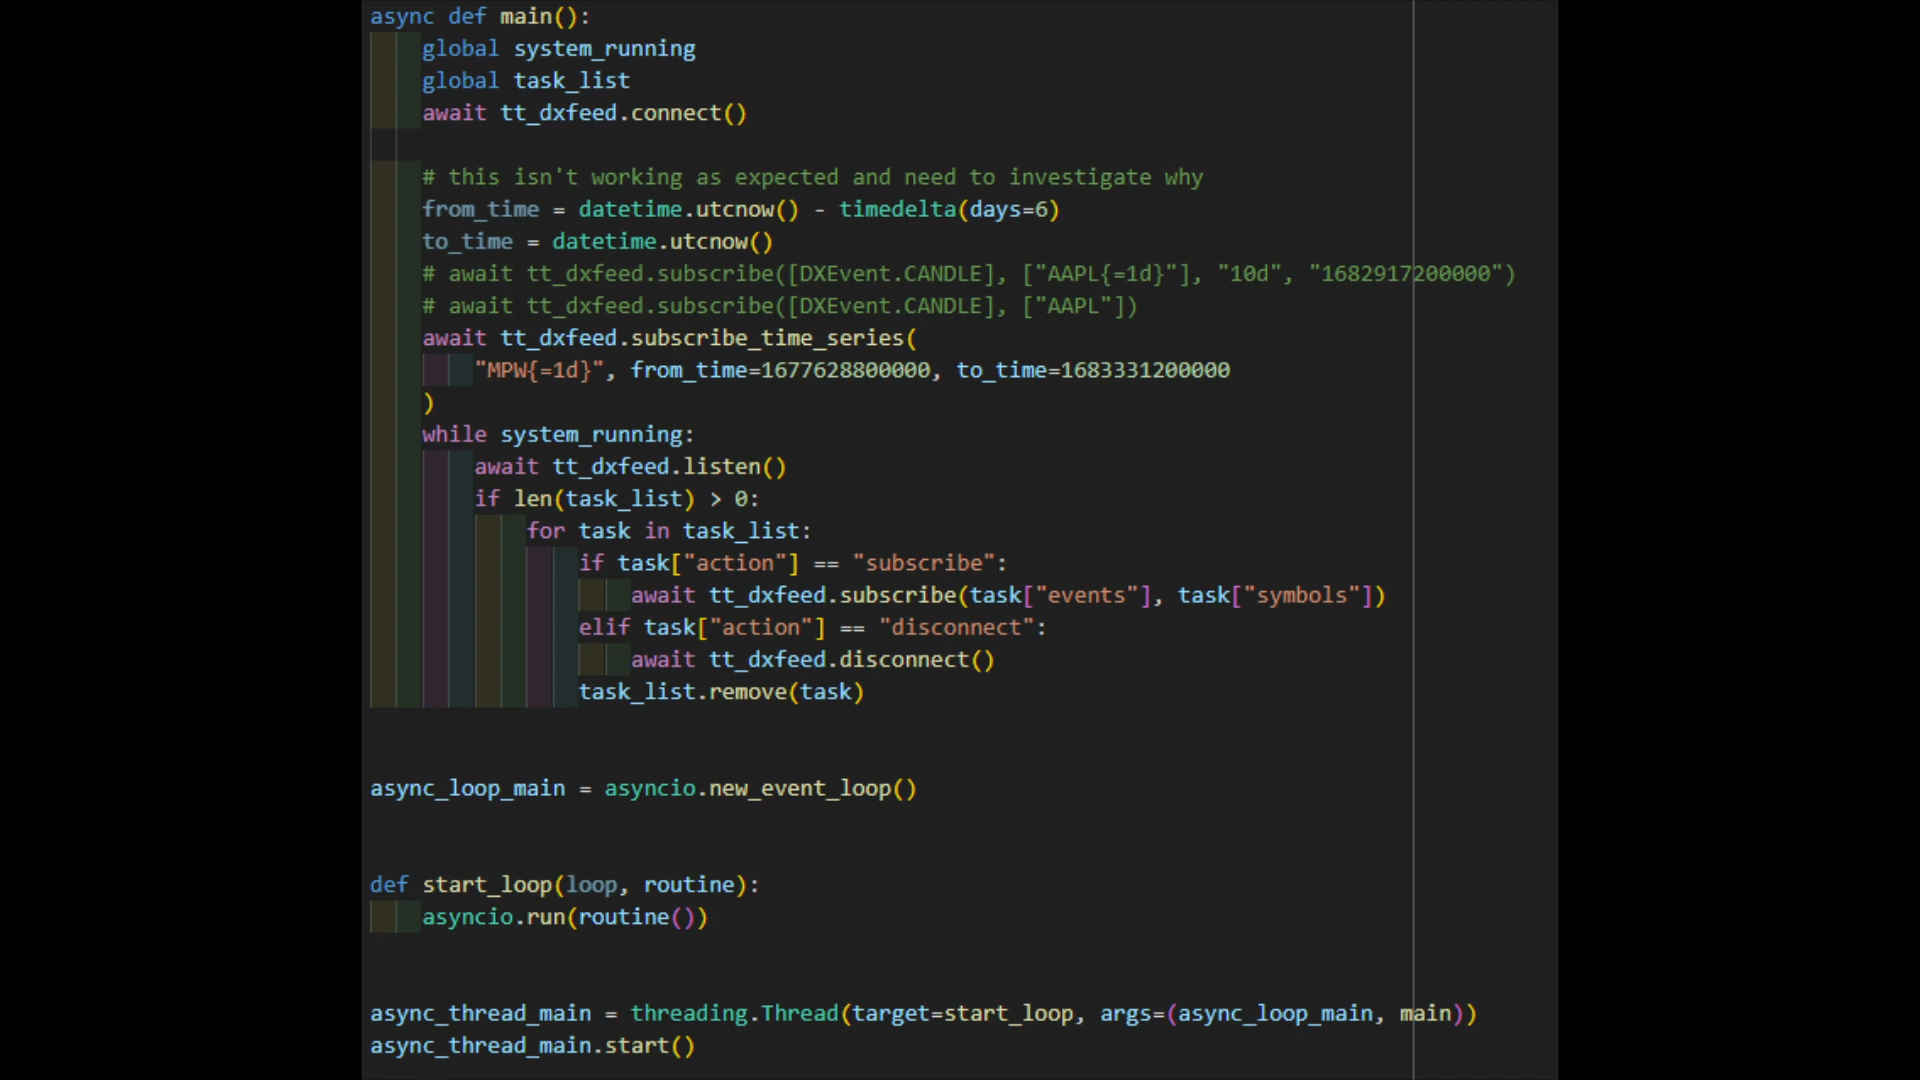 async def main():
global system_running
global task_list
await tt_dxfeed.connect()
# this isn't working as expected and need to investigate why
from_time = datetime.utcnow() - timedelta(days=6)
to_time = datetime.utcnow()
# await tt_dxfeed.subscribe([DXEvent.CANDLE], ["AAPL{=1d}"], "10d", "1682917200000")
# await tt_dxfeed.subscribe([DXEvent.CANDLE], ["AAPL"])
await tt_dxfeed.subscribe_time_series(
"MPW{=1d}", from_time=1677628800000, to_time=1683331200000
)
while system_running:
await tt_dxfeed.listen()
if len(task_list) > 0:
for task in task_list:
if task["action"] == "subscribe":
await tt_dxfeed.subscribe(task["events"], task["symbols"])
elif task["action"] == "disconnect":
await tt_dxfeed.disconnect()
task_list.remove(task)
async_loop_main = asyncio.new_event_loop()
def start_loop(loop, routine):
asyncio.run(routine())
async_thread_main = threading.Thread(target=start_loop, args=(async_loop_main, main))
async_thread_main.start()